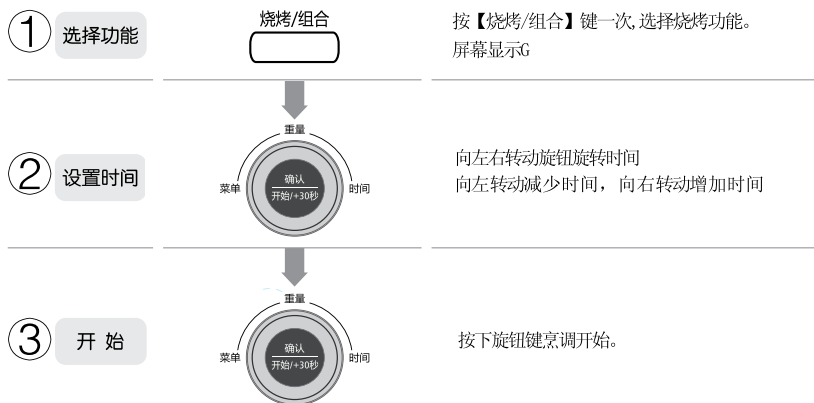 ① 选择功能
烧烤/组合
按【烧烤/组合】键一次,选择烧烤功能。
屏幕显示G
② 设置时间
重量
菜单
确认
开始/+30秒
时间
向左右转动旋钮旋转时间
向左转动减少时间，向右转动增加时间
③ 开 始
重量
菜单
确认
开始/+30秒
时间
按下旋钮键烹调开始。